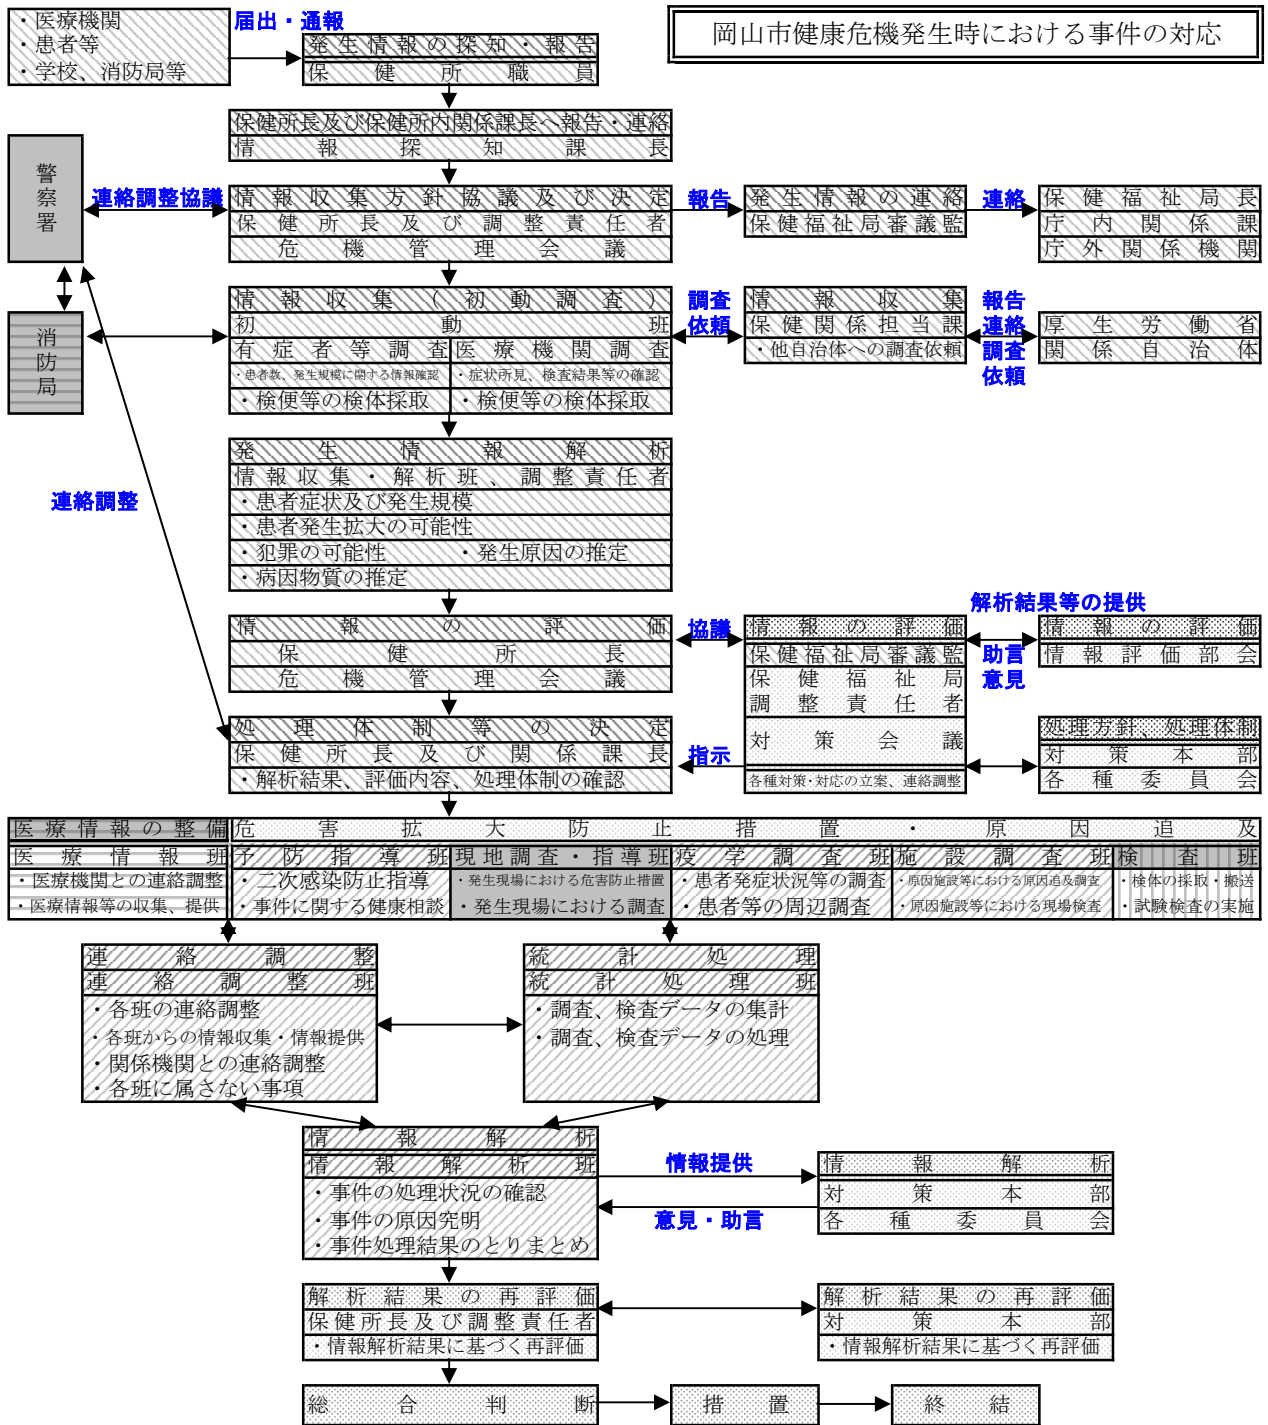 岡山市健康危機発生時における事件の対応
・医療機関
・患者等
・学校、消防局等
届出・通報
発生情報の探知・報告
保健所職員
保健所長及び保健所内関係課長へ報告・連絡
情報探知課長
警察署
連絡調整協議
情報収集方針協議及び決定
保健所長及び調整責任者
危機管理会議
報告
発生情報の連絡
保健福祉局審議監
連絡
保健福祉局長
庁内関係課
庁外関係機関
消防局
情報収集（初動調査）
初動班
有症者等調査
医療機関調査
・患者数、発生規模に関する情報確認
・症状所見、検査結果等の確認
・検便等の検体採取
・検便等の検体採取
調査
依頼
情報収集
保健関係担当課
・他自治体への調査依頼
報告
連絡
調査
依頼
厚生労働省
関係自治体
発生情報解析
情報収集・解析班、調整責任者
・患者症状及び発生規模
・患者発生拡大の可能性
・犯罪の可能性　・発生原因の推定
・病因物質の推定
連絡調整
情報の評価
保健所長
危機管理会議
協議
情報の評価
保健福祉局審議監
保健福祉局
調整責任者
対策会議
各種対策・対応の立案、連絡調整
解析結果等の提供
助言
意見
情報の評価
情報評価部会
処理方針、処理体制
対策本部
各種委員会
処理体制等の決定
保健所長及び関係課長
・解析結果、評価内容、処理体制の確認
指示
医療情報の整備
危害拡大防止措置・原因追及
医療情報班
予防指導班
現地調査・指導班
疫学調査班
施設調査班
検査班
・医療機関との連絡調整
・二次感染防止指導
・発生現場における危害防止措置
・患者発症状況等の調査
・原因施設等における原因追及調査
・検体の採取・搬送
・医療情報等の収集、提供
・事件に関する健康相談
・発生現場における調査
・患者等の周辺調査
・原因施設等における現場検査
・試験検査の実施
連絡調整
連絡調整班
・各班の連絡調整
・各班からの情報収集・情報提供
・関係機関との連絡調整
・各班に属さない事項
統計処理
統計処理班
・調査、検査データの集計
・調査、検査データの処理
情報解析
情報解析班
・事件の処理状況の確認
・事件の原因究明
・事件処理結果のとりまとめ
情報提供
意見・助言
情報解析
対策本部
各種委員会
解析結果の再評価
保健所長及び調整責任者
・情報解析結果に基づく再評価
解析結果の再評価
対策本部
・情報解析結果に基づく再評価
総合判断
措置
終結